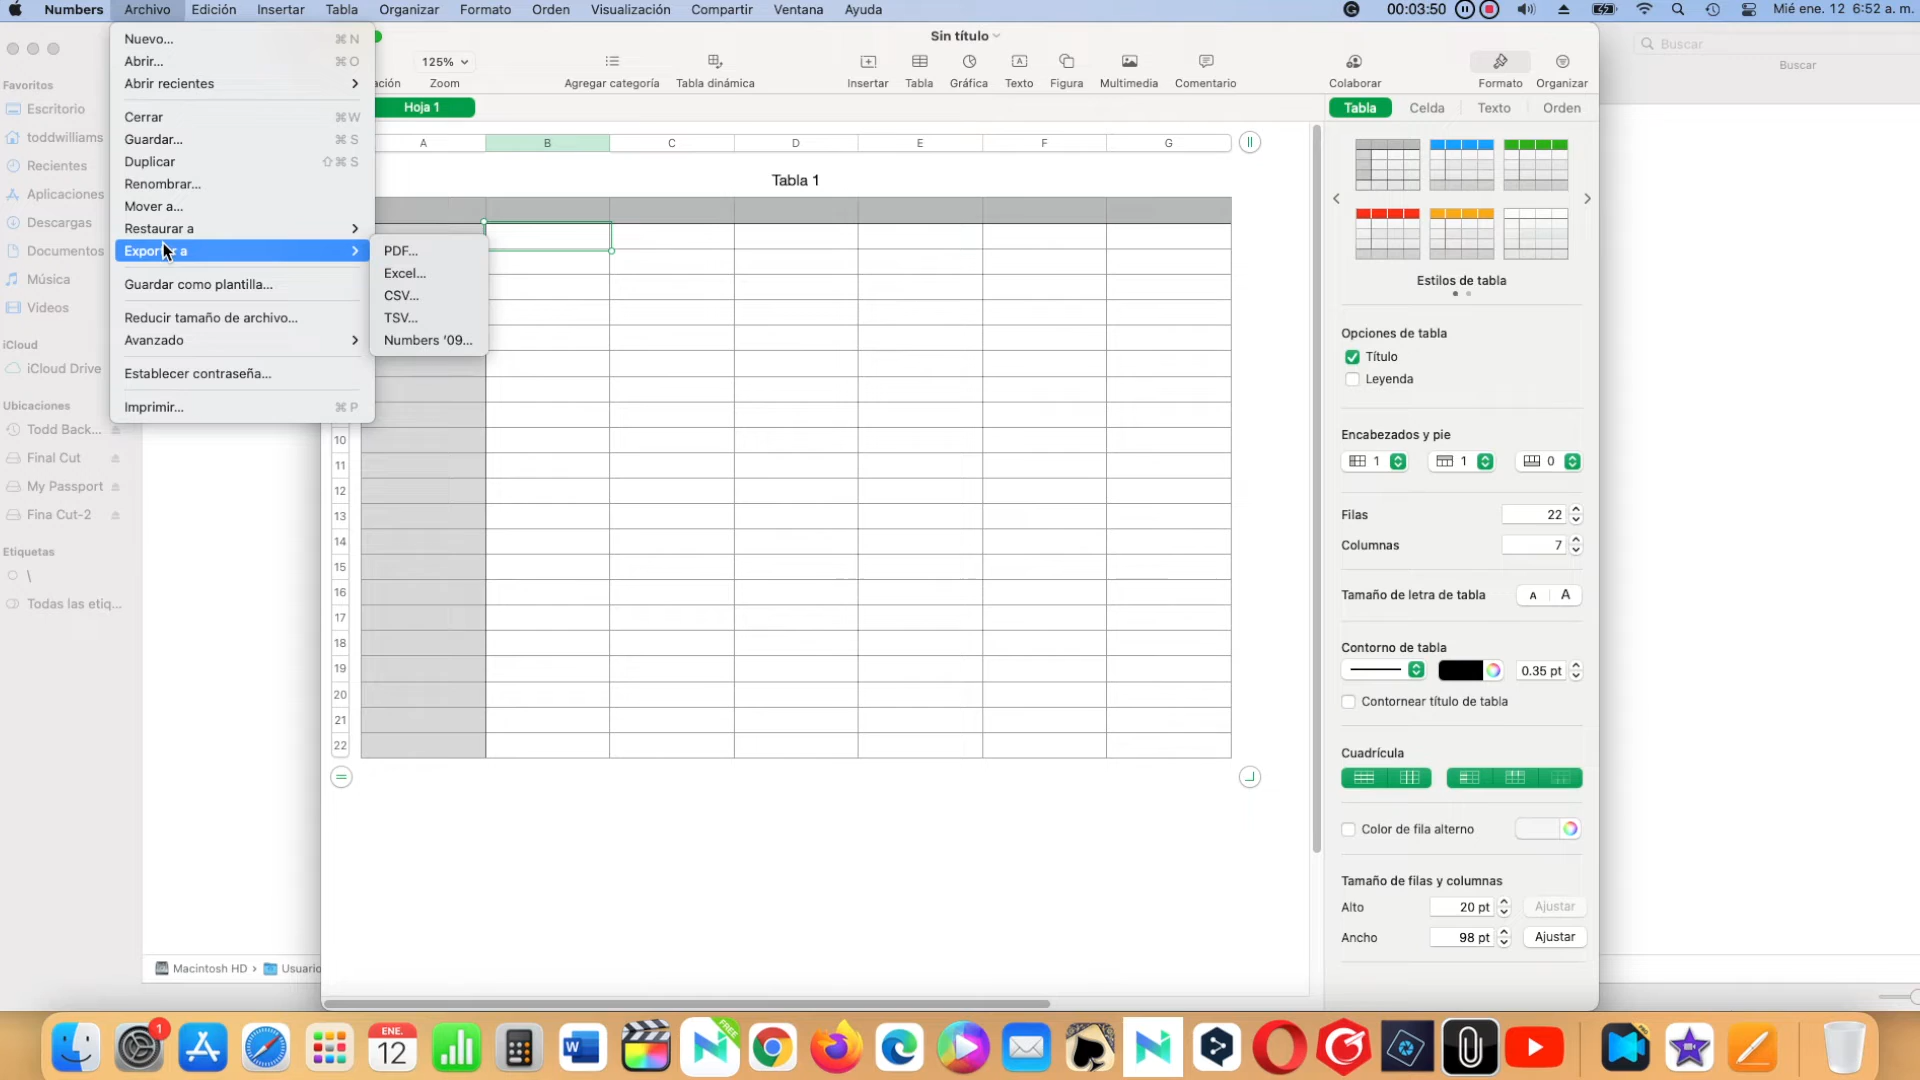 Numbers Archivo Edición Insertar Tabla Organizar Formato Orden Visualización Compartir Ventana Ayuda 00:03:50 Mié ene. 12 6:52 a. m.
Nuevo... ⌘ N
Abrir... ⌘ O
Abrir recientes
Cerrar ⌘ W
Guardar... ⌘ S
Duplicar ⇧ ⌘ S
Renombrar...
Mover a...
Restaurar a
Guardar como plantilla...
Reducir tamaño de archivo...
Avanzado
Establecer contraseña...
Imprimir... ⌘ P
PDF...
Excel...
CSV...
TSV...
Numbers '09...
Favoritos
Escritorio
toddwilliams
Recientes
Aplicaciones
Descargas
Documentos
Música
Videos
iCloud
iCloud Drive
Ubicaciones
Todd Back...
Final Cut
My Passport
Fina Cut-2
Etiquetas
\
Todas las etiq...
Sin título
125%
ación Zoom Agregar categoría Tabla dinámica Insertar Tabla Gráfica Texto Figura Multimedia Comentario Colaborar Formato Organizar
Hoja 1
A B C D E F G
Tabla 1
10
11
12
13
14
15
16
17
18
19
20
21
22
Tabla Celda Texto Orden
Estilos de tabla
Opciones de tabla
Título
Leyenda
Encabezados y pie
1 1 0
Filas 22
Columnas 7
Tamaño de letra de tabla A A
Contorno de tabla
0.35 pt
Contornear título de tabla
Cuadrícula
Color de fila alterno
Tamaño de filas y columnas
Alto 20 pt Ajustar
Ancho 98 pt Ajustar
Buscar
Buscar
Macintosh HD › Usuario
1
ENE.
12
FREE